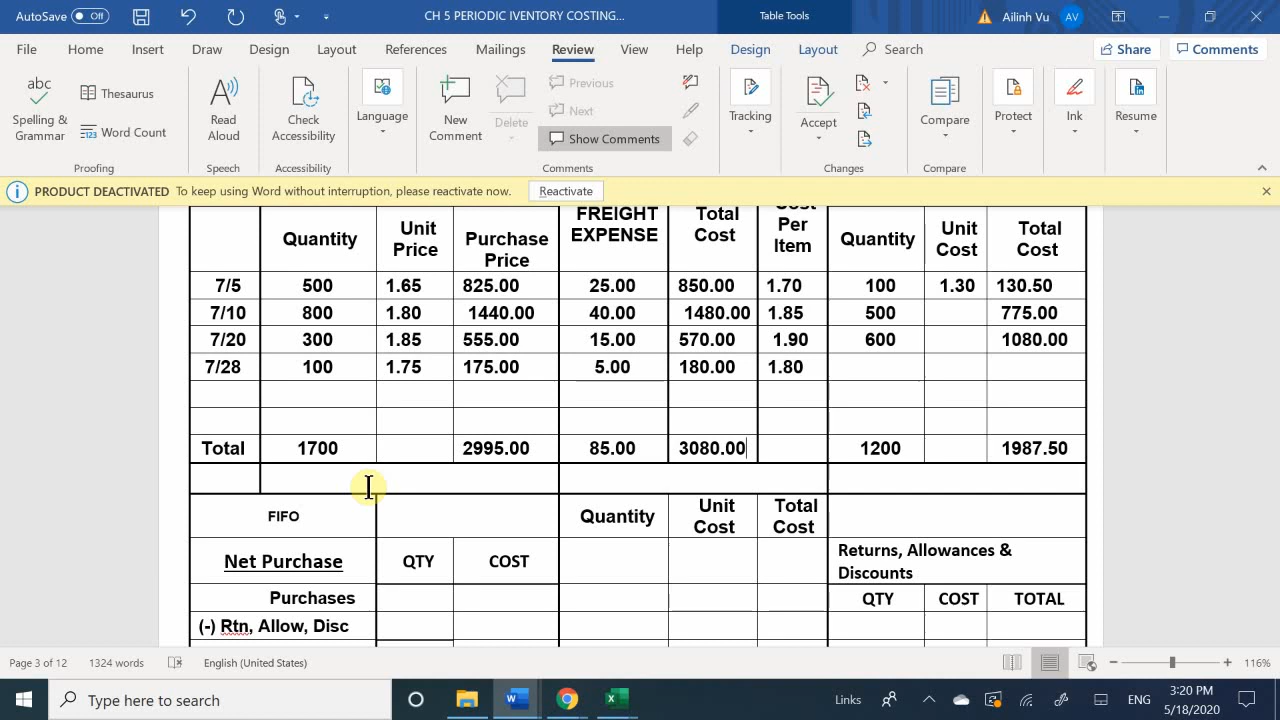 AutoSave Off CH 5 PERIODIC IVENTORY COSTING... Table Tools Ailinh Vu AV
File Home Insert Draw Design Layout References Mailings Review View Help Design Layout Search Share Comments
abc Spelling & Grammar
Thesaurus
123 Word Count
Proofing
A Read Aloud
Speech
Check Accessibility
Accessibility
Language
New Comment
Delete
Previous
Next
Show Comments
Comments
Tracking
Accept
Changes
Compare
Compare
Protect
Ink
Resume
PRODUCT DEACTIVATED To keep using Word without interruption, please reactivate now. Reactivate
Quantity Unit Price Purchase Price FREIGHT EXPENSE Total Cost Cost Per Item Quantity Unit Cost Total Cost
7/5 500 1.65 825.00 25.00 850.00 1.70 100 1.30 130.50
7/10 800 1.80 1440.00 40.00 1480.00 1.85 500 775.00
7/20 300 1.85 555.00 15.00 570.00 1.90 600 1080.00
7/28 100 1.75 175.00 5.00 180.00 1.80
Total 1700 2995.00 85.00 3080.00 1200 1987.50
FIFO Quantity Unit Cost Total Cost
Net Purchase QTY COST Returns, Allowances & Discounts
Purchases QTY COST TOTAL
(-) Rtn, Allow, Disc
Page 3 of 12 1324 words English (United States) 116%
Type here to search Links ENG 3:20 PM
5/18/2020